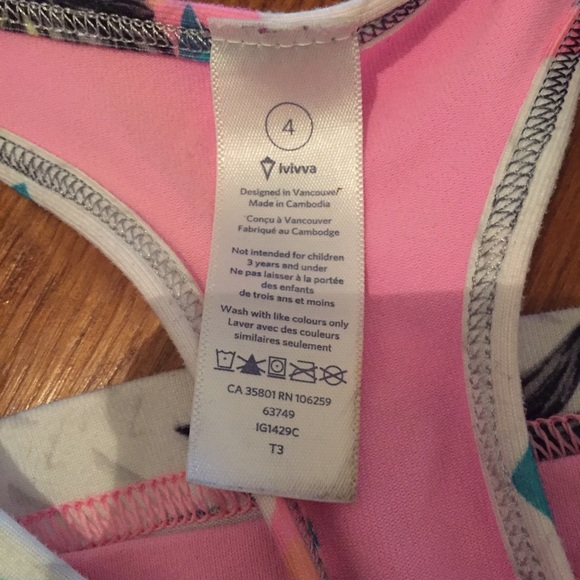 4
ivivva
Designed in Vancouver
Made in Cambodia
Conçu à Vancouver
Fabriqué au Cambodge
Not intended for children
3 years and under
Ne pas laisser à la portée
des enfants
de trois ans et moins
Wash with like colours only
Laver avec des couleurs
similaires seulement
CA 35801 RN 106259
63749
IG1429C
T3